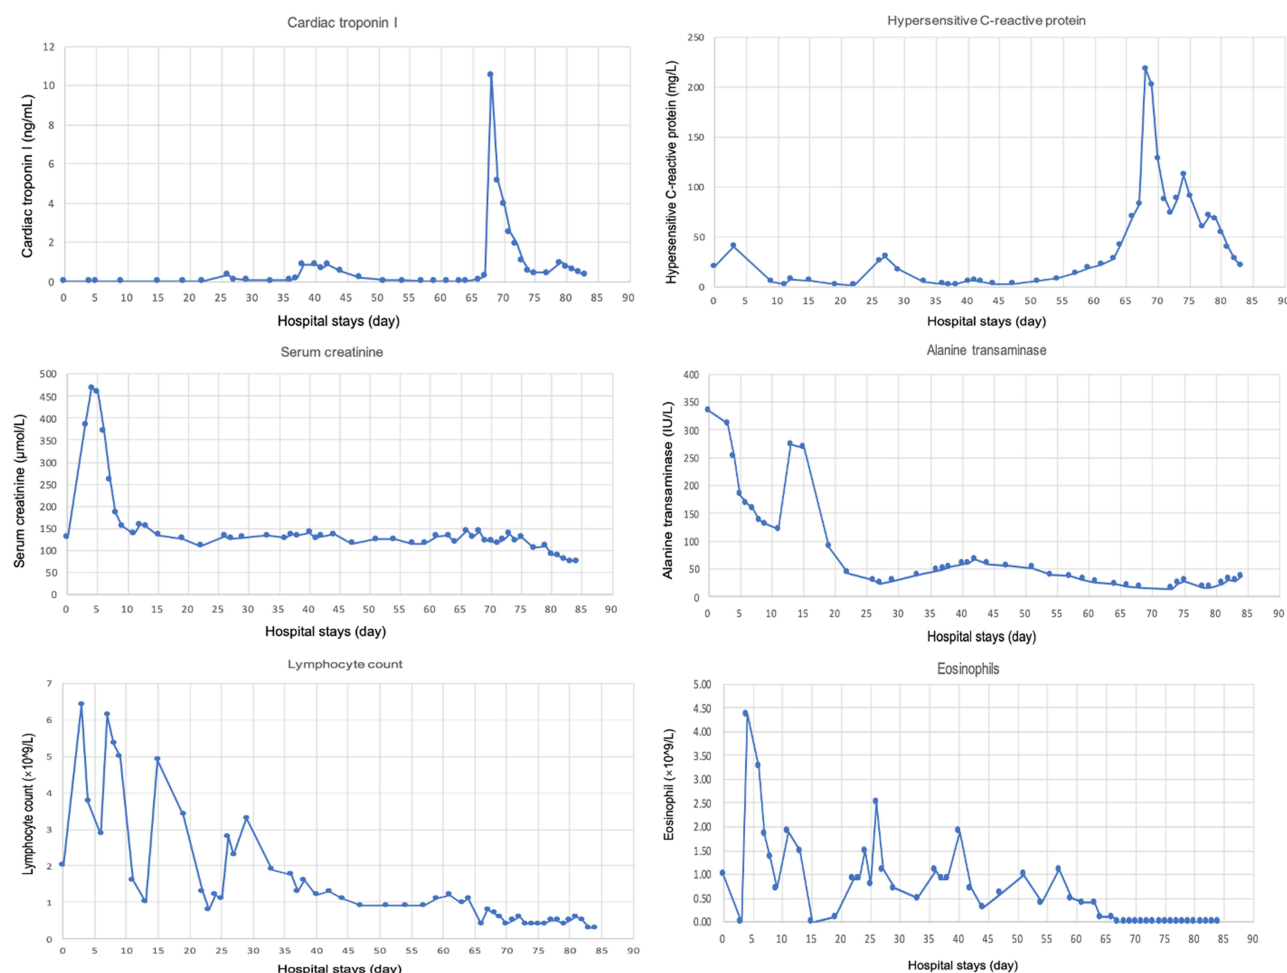 Cardiac troponin I
Cardiac troponin I (ng/mL)
12
10
8
6
4
2
0
0 5 10 15 20 25 30 35 40 45 50 55 60 65 70 75 80 85 90
Hospital stays (day)
Hypersensitive C-reactive protein
Hypersensitive C-reactive protein (mg/L)
250
200
150
100
50
0
0 5 10 15 20 25 30 35 40 45 50 55 60 65 70 75 80 85 90
Hospital stays (day)
Serum creatinine
Serum creatinine (μmol/L)
500
450
400
350
300
250
200
150
100
50
0
0 5 10 15 20 25 30 35 40 45 50 55 60 65 70 75 80 85 90
Hospital stays (day)
Alanine transaminase
Alanine transaminase (IU/L)
400
350
300
250
200
150
100
50
0
0 5 10 15 20 25 30 35 40 45 50 55 60 65 70 75 80 85 90
Hospital stays (day)
Lymphocyte count
Lymphocyte count (×10^9/L)
7
6
5
4
3
2
1
0
0 5 10 15 20 25 30 35 40 45 50 55 60 65 70 75 80 85 90
Hospital stays (day)
Eosinophils
Eosinophil (×10^9/L)
5.00
4.50
4.00
3.50
3.00
2.50
2.00
1.50
1.00
0.50
0.00
0 5 10 15 20 25 30 35 40 45 50 55 60 65 70 75 80 85 90
Hospital stays (day)